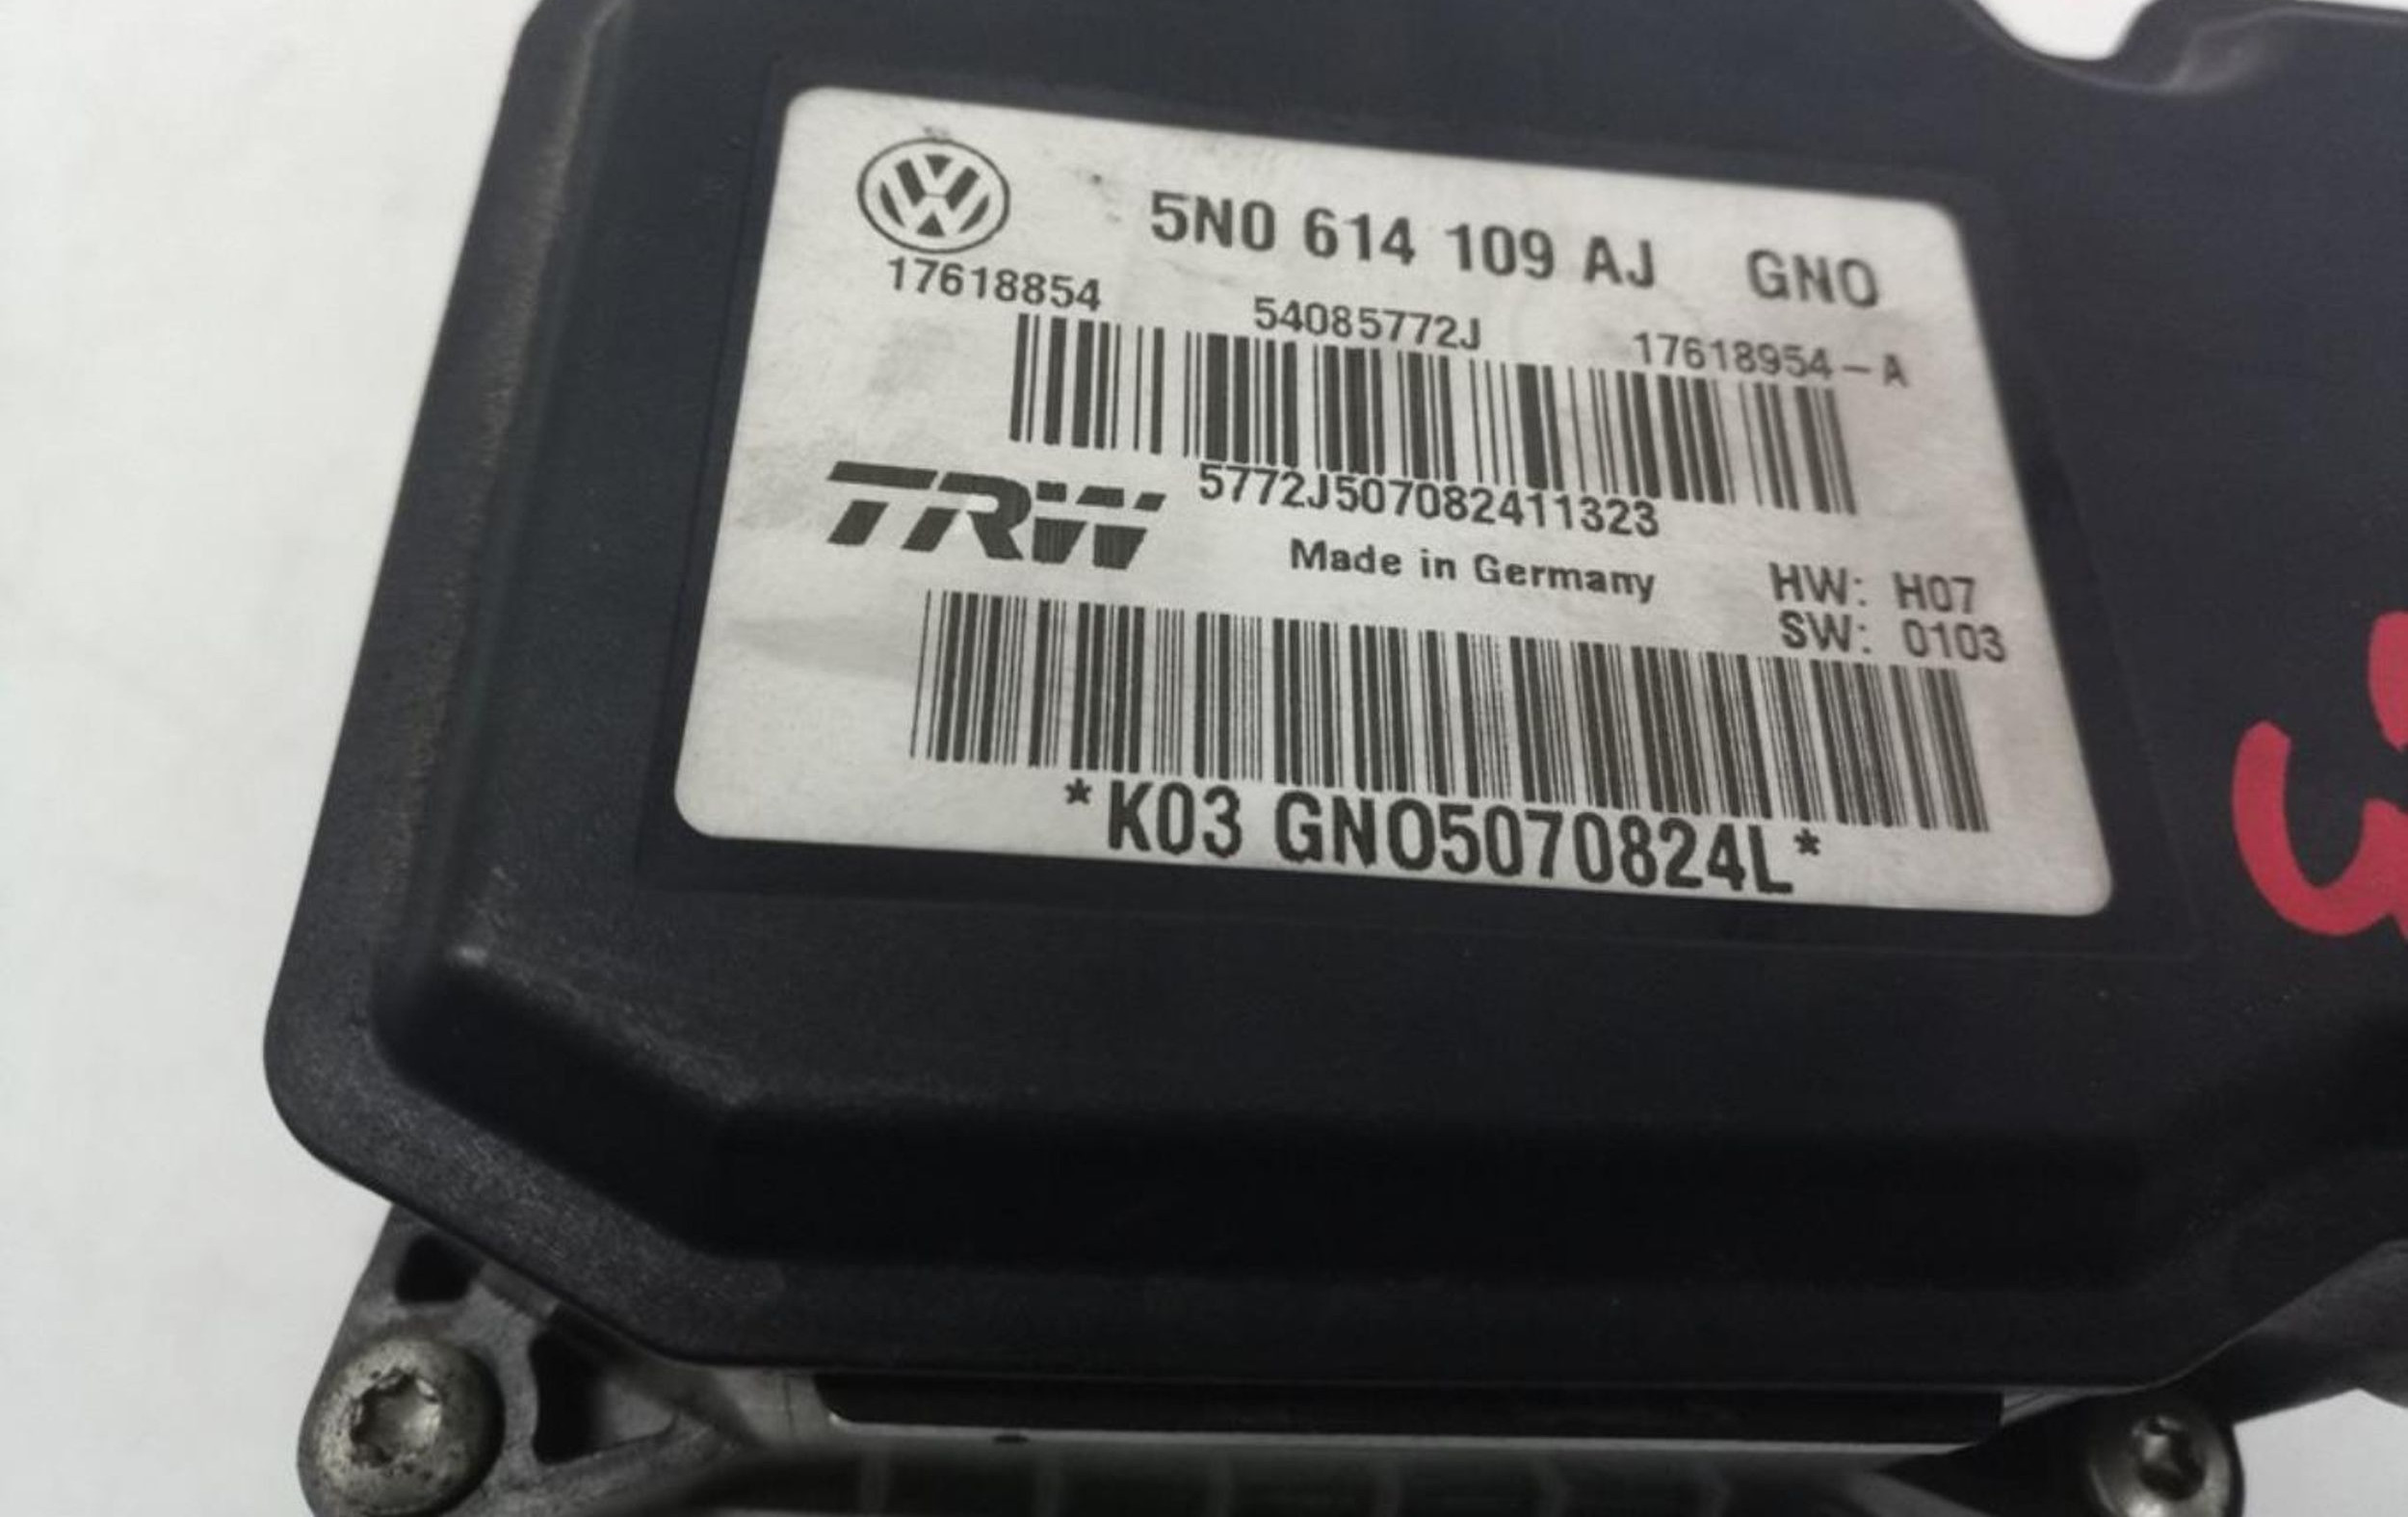 5N0 614 109 AJ GNO
17618854 54085772J 17618954-A
TRW 5772J507082411323
Made in Germany
HW: H07
SW: 0103
*K03 GNO5070824L*